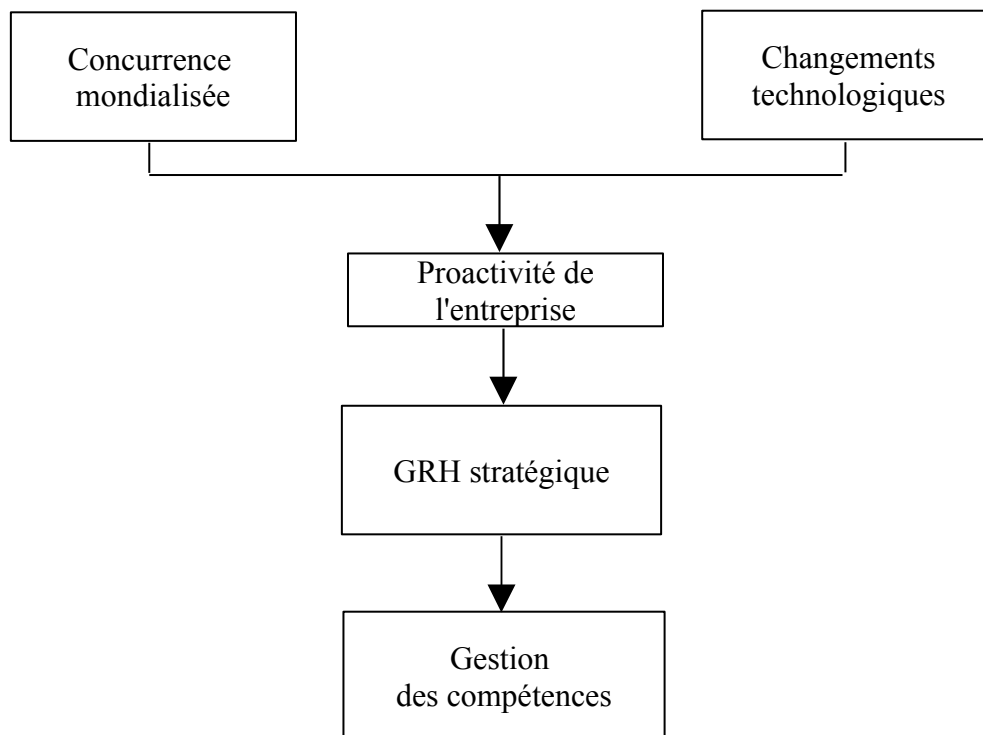 Concurrence
mondialisée
Changements
technologiques
Proactivité de
l'entreprise
GRH stratégique
Gestion
des compétences